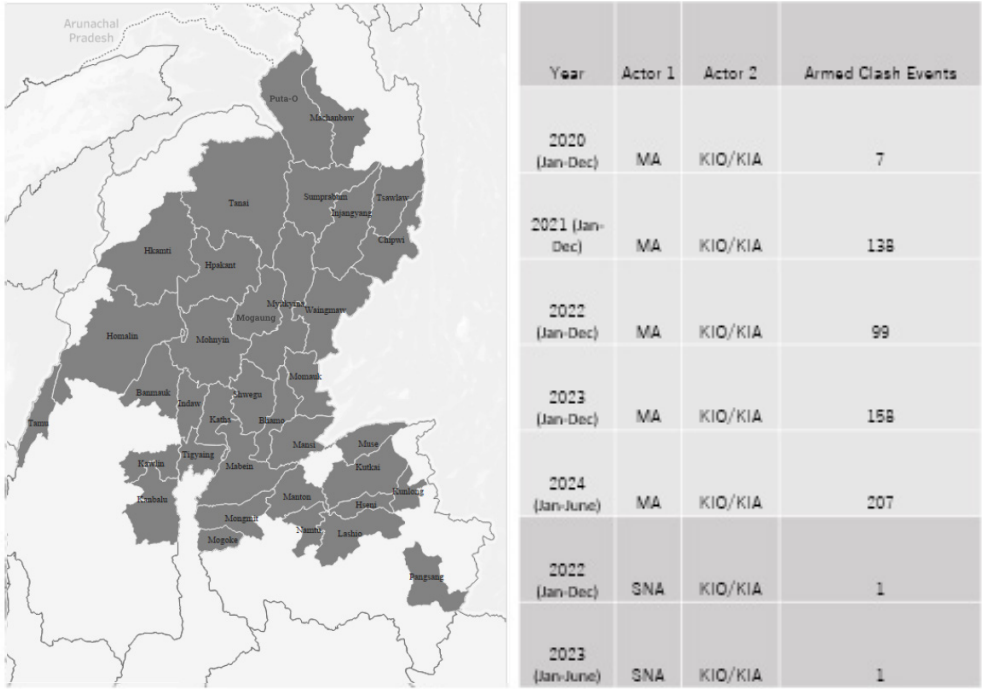 Arunachal
Pradesh
Puta-O
Machanbaw
Tanai
Sumprabum
Tsawlaw
Injangyang
Chipwi
Hkamti
Hpakant
Myitkyina
Waingmaw
Mogaung
Homalin
Mohnyin
Momauk
Banmauk
Shwegu
Indaw
Katha
Bhamo
Tamu
Mansi
Muse
Tigyaing
Kawlin
Mabein
Kutkai
Kunlong
Kanbalu
Manton
Hseni
Mongmit
Namtu
Lashio
Mogoke
Pangsang
Year Actor 1 Actor 2 Armed Clash Events
2020
(Jan-Dec) MA KIO/KIA 7
2021 (Jan-
Dec) MA KIO/KIA 138
2022
(Jan-Dec) MA KIO/KIA 99
2023
(Jan-Dec) MA KIO/KIA 158
2024
(Jan-June) MA KIO/KIA 207
2022
(Jan-Dec) SNA KIO/KIA 1
2023
(Jan-June) SNA KIO/KIA 1